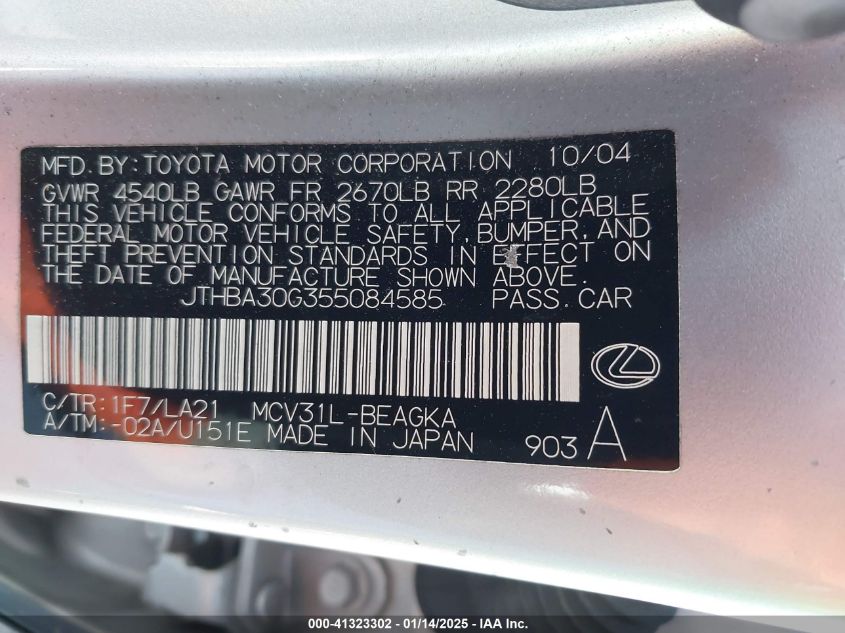 MFD. BY: TOYOTA MOTOR CORPORATION 10/04
GVWR 4540LB GAWR FR 2670LB RR 2280LB
THIS VEHICLE CONFORMS TO ALL APPLICABLE
FEDERAL MOTOR VEHICLE SAFETY, BUMPER, AND
THEFT PREVENTION STANDARDS IN EFFECT ON
THE DATE OF MANUFACTURE SHOWN ABOVE.
JTHBA30G355084585 PASS. CAR
C/TR: 1F7/LA21 MCV31L-BEAGKA
A/TM: -02A/U151E MADE IN JAPAN 903 A
000-41323302 - 01/14/2025 - IAA Inc.